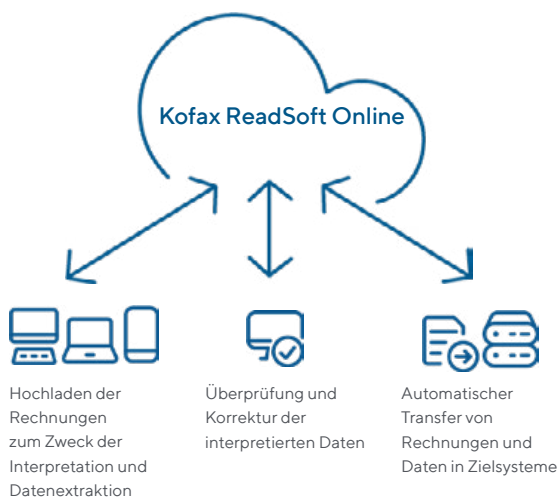 Kofax ReadSoft Online
Hochladen der
Rechnungen
zum Zweck der
Interpretation und
Datenextraktion
Überprüfung und
Korrektur der
interpretierten Daten
Automatischer
Transfer von
Rechnungen und
Daten in Zielsysteme